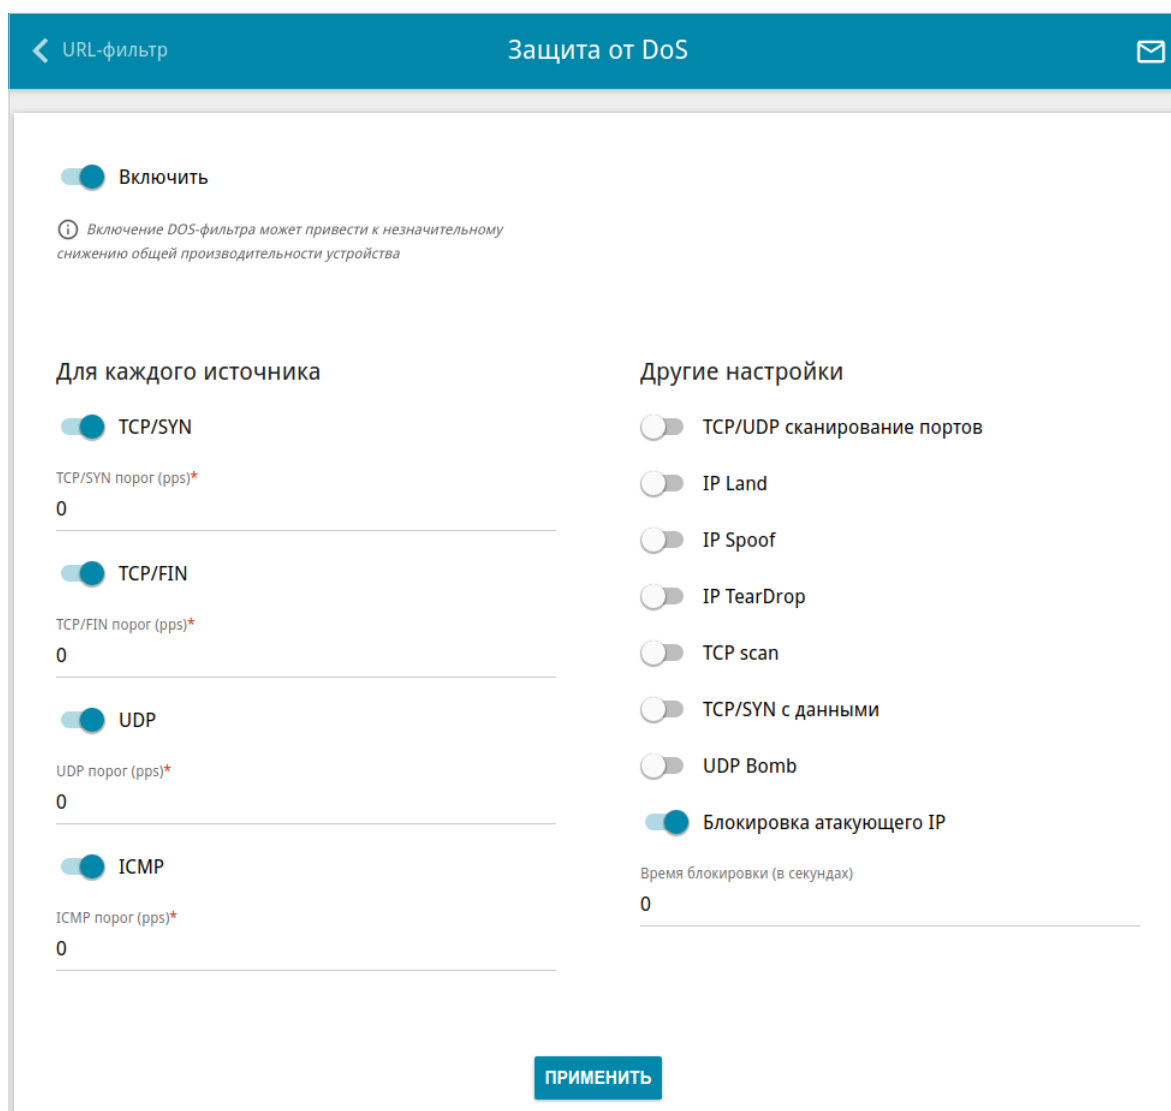 URL-фильтр
Защита от DoS
Включить
Включение DOS-фильтра может привести к незначительному
снижению общей производительности устройства
Для каждого источника
TCP/SYN
TCP/SYN порог (pps)*
0
TCP/FIN
TCP/FIN порог (pps)*
0
UDP
UDP порог (pps)*
0
ICMP
ICMP порог (pps)*
0
Другие настройки
TCP/UDP сканирование портов
IP Land
IP Spoof
IP TearDrop
TCP scan
TCP/SYN с данными
UDP Bomb
Блокировка атакующего IP
Время блокировки (в секундах)
0
ПРИМЕНИТЬ